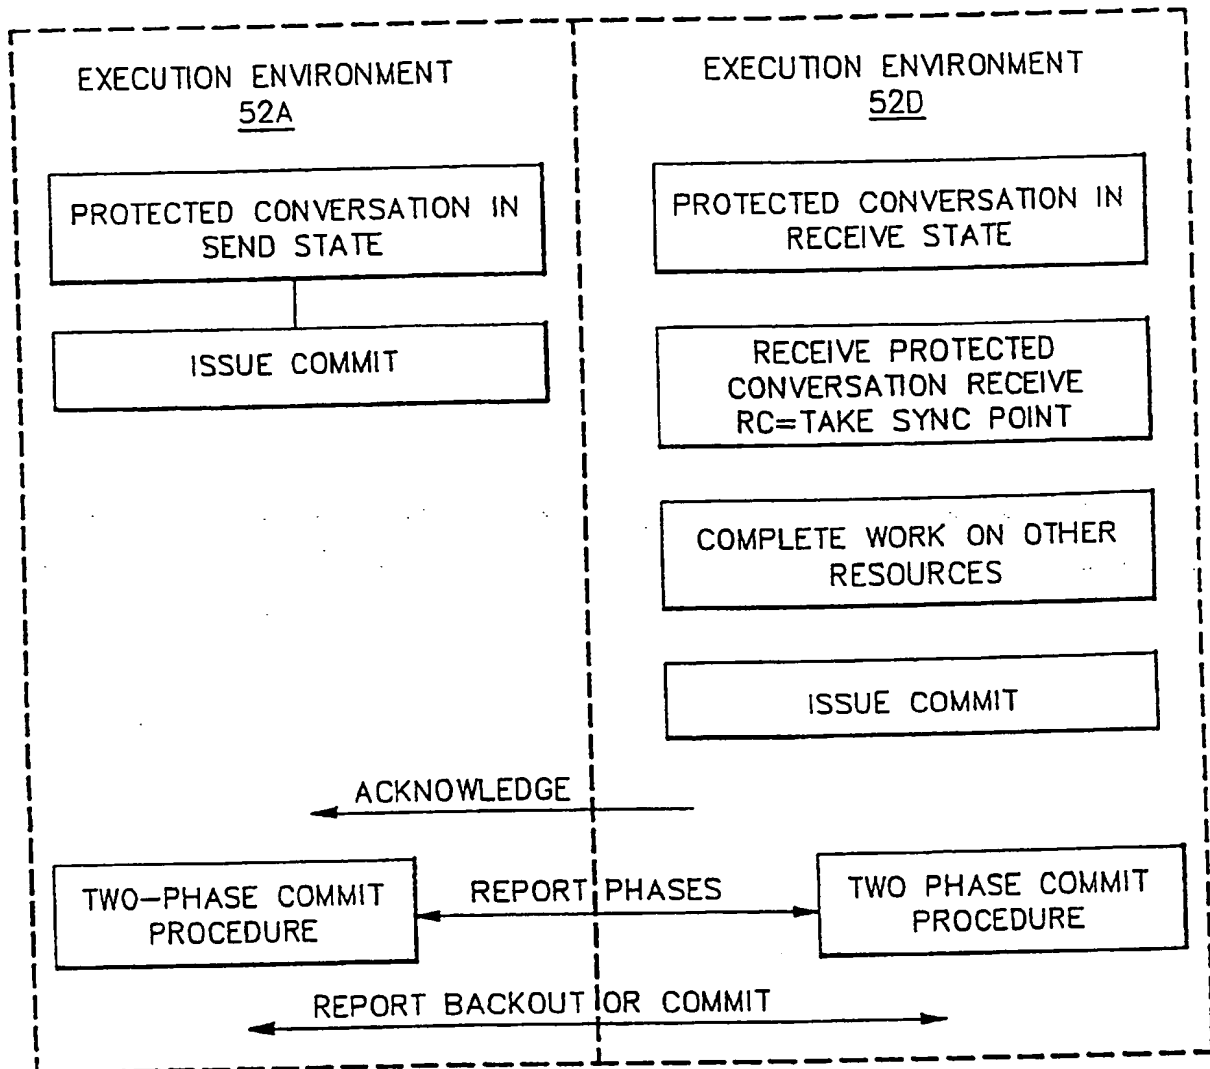 EXECUTION ENVIRONMENT
52A
PROTECTED CONVERSATION IN
SEND STATE
ISSUE COMMIT
EXECUTION ENVIRONMENT
52D
PROTECTED CONVERSATION IN
RECEIVE STATE
RECEIVE PROTECTED
CONVERSATION RECEIVE
RC=TAKE SYNC POINT
COMPLETE WORK ON OTHER
RESOURCES
ISSUE COMMIT
ACKNOWLEDGE
TWO-PHASE COMMIT
PROCEDURE
REPORT PHASES
TWO PHASE COMMIT
PROCEDURE
REPORT BACKOUT OR COMMIT